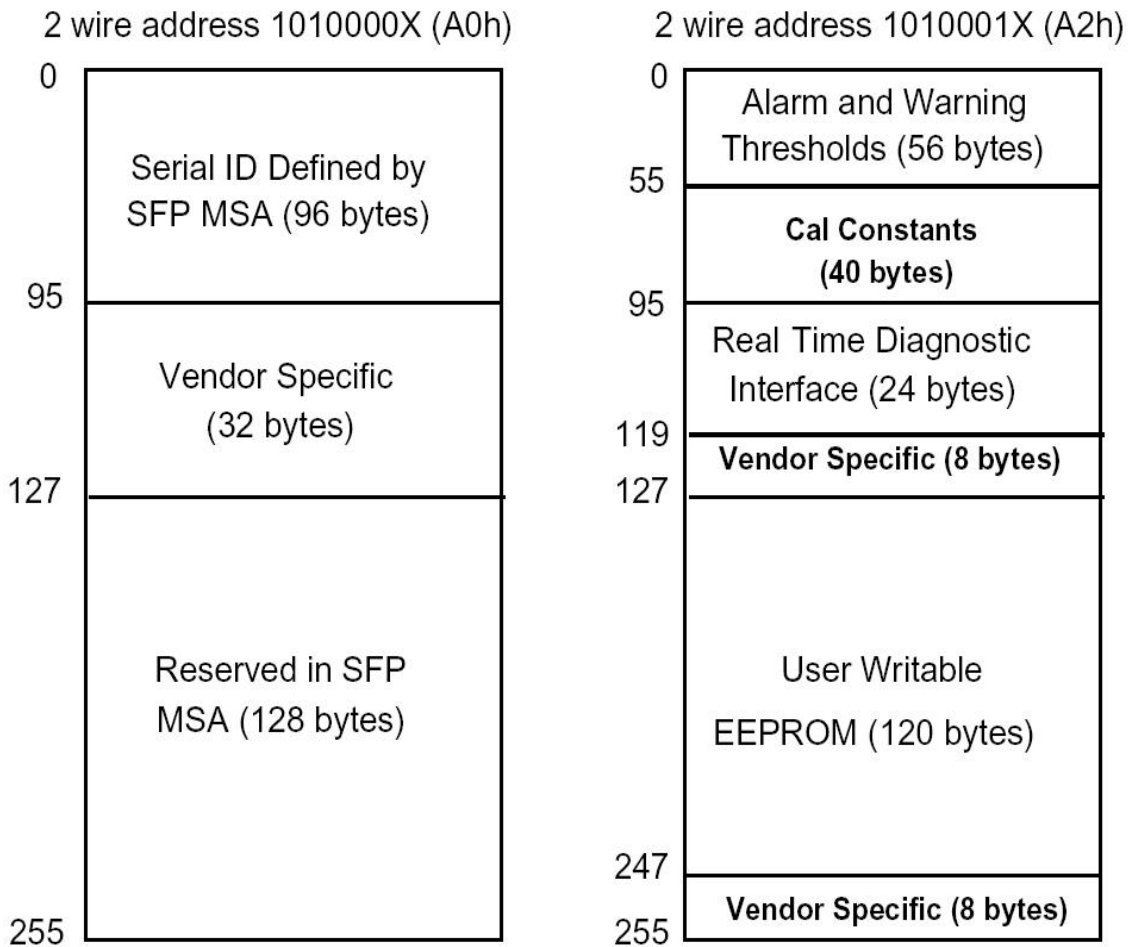 2 wire address 1010000X (A0h)
0
Serial ID Defined by
SFP MSA (96 bytes)
95
Vendor Specific
(32 bytes)
127
Reserved in SFP
MSA (128 bytes)
255
2 wire address 1010001X (A2h)
0
Alarm and Warning
Thresholds (56 bytes)
55
Cal Constants
(40 bytes)
95
Real Time Diagnostic
Interface (24 bytes)
119
Vendor Specific (8 bytes)
127
User Writable
EEPROM (120 bytes)
247
Vendor Specific (8 bytes)
255